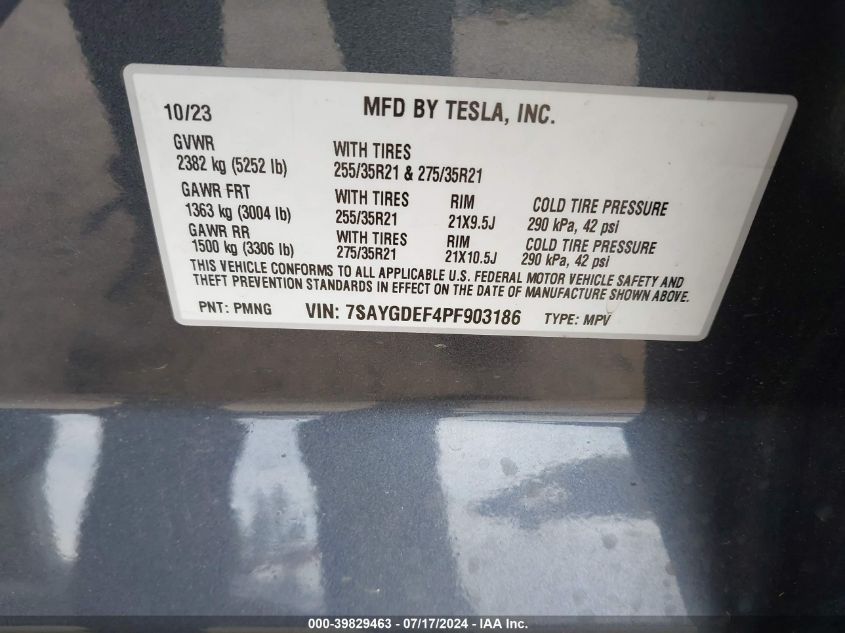 10/23 MFD BY TESLA, INC.
GVWR
2382 kg (5252 lb) WITH TIRES
255/35R21 & 275/35R21
GAWR FRT WITH TIRES RIM COLD TIRE PRESSURE
1363 kg (3004 lb) 255/35R21 21X9.5J 290 kPa, 42 psi
GAWR RR WITH TIRES RIM COLD TIRE PRESSURE
1500 kg (3306 lb) 275/35R21 21X10.5J 290 kPa, 42 psi
THIS VEHICLE CONFORMS TO ALL APPLICABLE U.S. FEDERAL MOTOR VEHICLE SAFETY AND
THEFT PREVENTION STANDARDS IN EFFECT ON THE DATE OF MANUFACTURE SHOWN ABOVE.
PNT: PMNG VIN: 7SAYGDEF4PF903186 TYPE: MPV
000-39829463 - 07/17/2024 - IAA Inc.